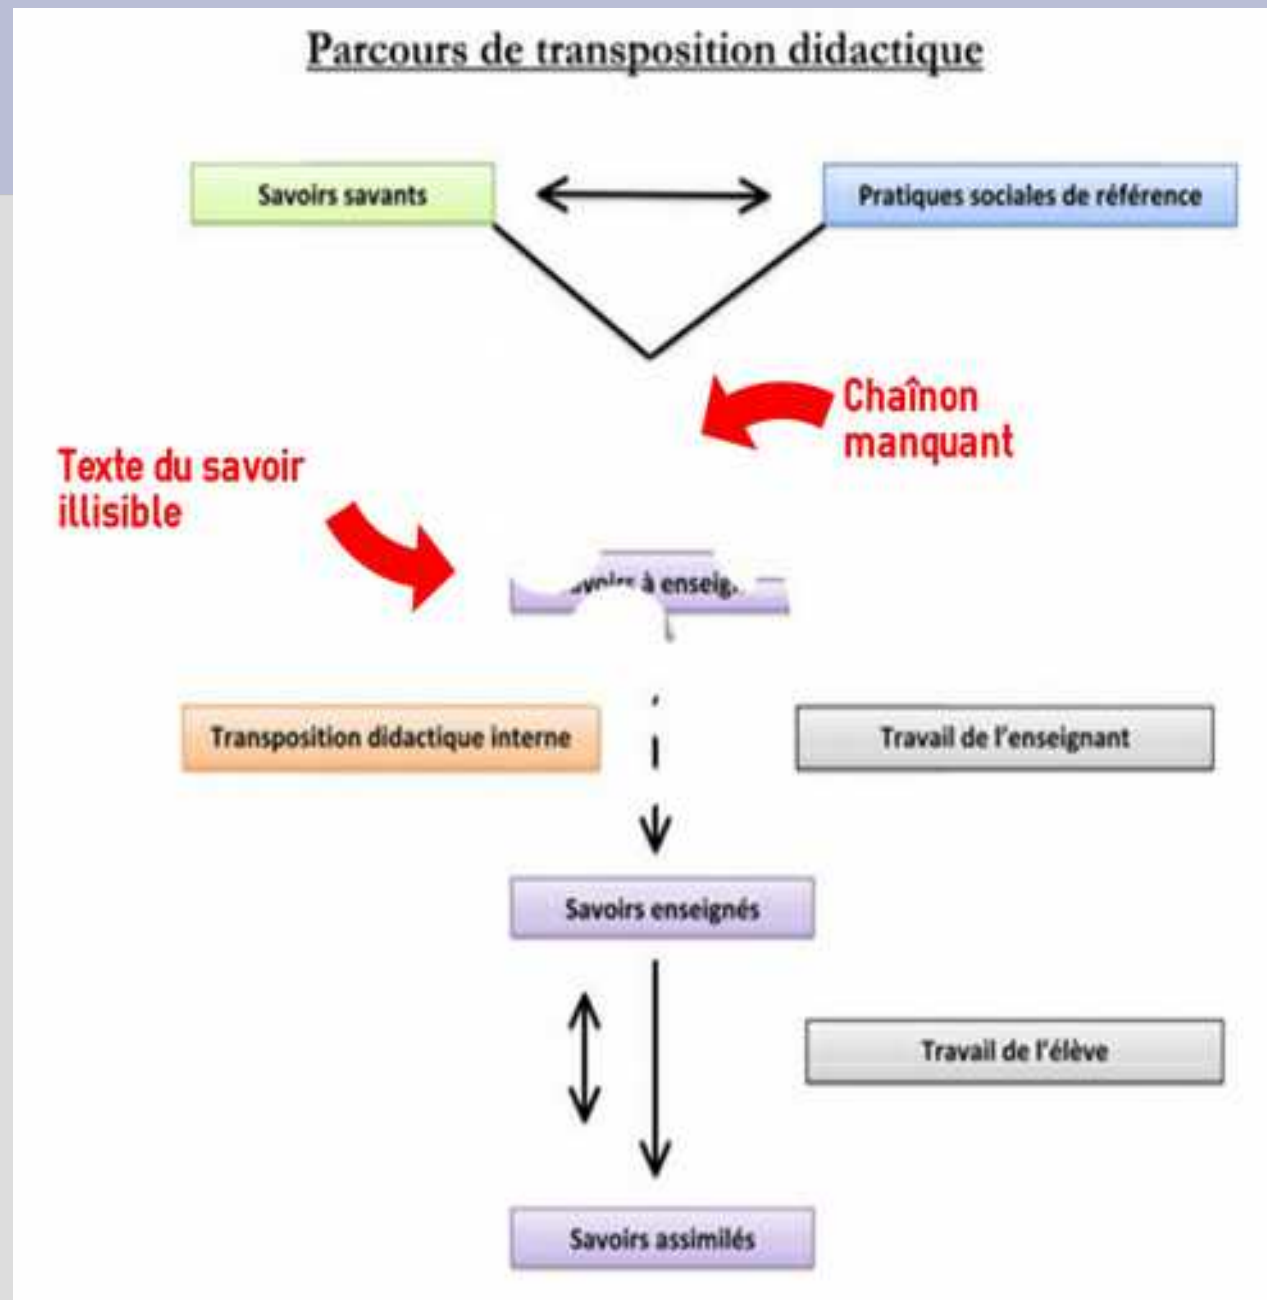 Parcours de transposition didactique
Savoirs savants
Pratiques sociales de référence
Chaînon
manquant
Texte du savoir
illisible
à
Transposition didactique interne
Travail de l'enseignant
Savoirs enseignés
Travail de l'élève
Savoirs assimilés